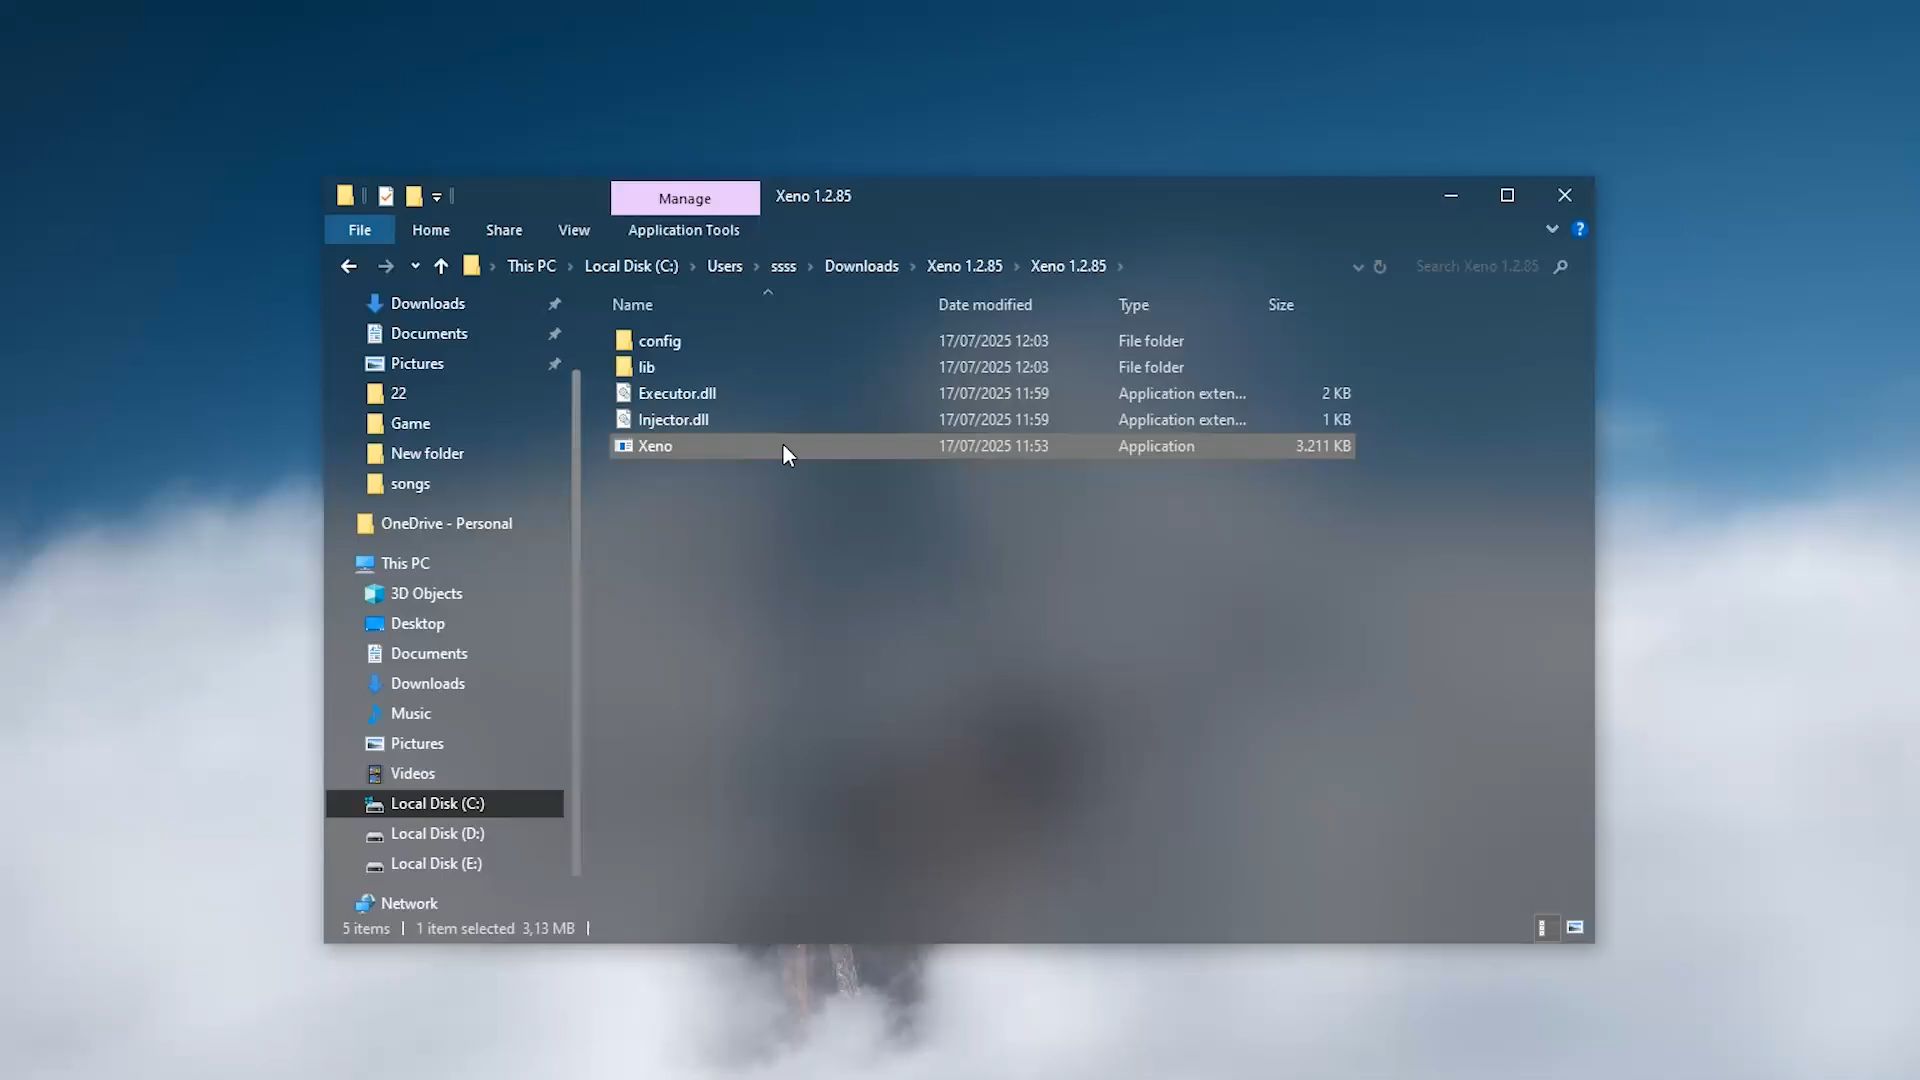 Manage
Xeno 1.2.85
File
Home
Share
View
Application Tools
?
This PC
Local Disk (C:)
Users
ssss
Downloads
Xeno 1.2.85
Xeno 1.2.85
Search Xeno 1.2.85
Downloads
Documents
Pictures
22
Game
New folder
songs
OneDrive - Personal
This PC
3D Objects
Desktop
Documents
Downloads
Music
Pictures
Videos
Local Disk (C:)
Local Disk (D:)
Local Disk (E:)
Network
Name Date modified Type Size
config 17/07/2025 12:03 File folder
lib 17/07/2025 12:03 File folder
Executor.dll 17/07/2025 11:59 Application exten... 2 KB
Injector.dll 17/07/2025 11:59 Application exten... 1 KB
Xeno 17/07/2025 11:53 Application 3.211 KB
5 items 1 item selected 3,13 MB